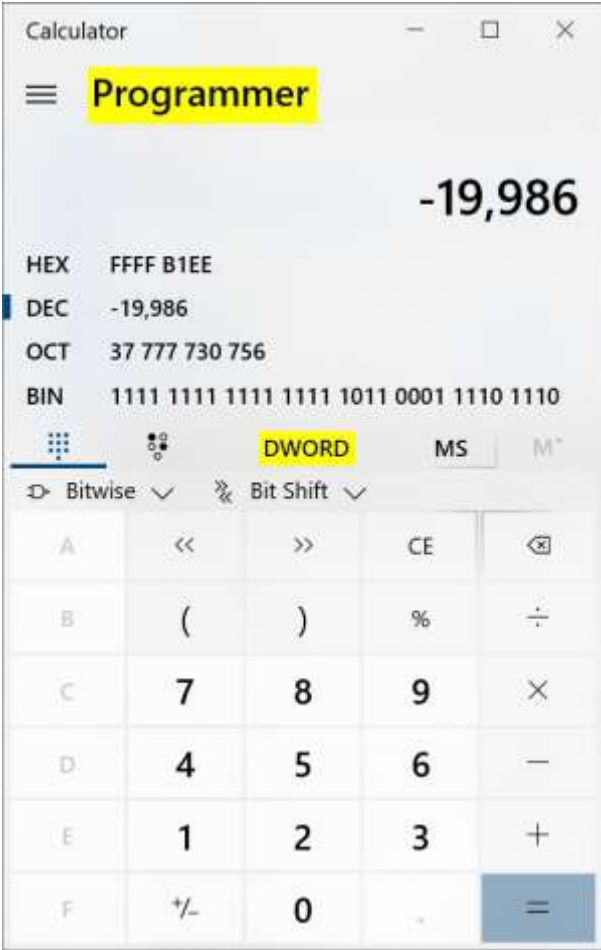 Calculator
Programmer
-19,986
HEX FFFF B1EE
DEC -19,986
OCT 37 777 730 756
BIN 1111 1111 1111 1111 1011 0001 1110 1110
DWORD MS M˅
Bitwise Bit Shift
A << >> CE
B ( ) % ÷
C 7 8 9 ×
D 4 5 6 −
E 1 2 3 +
F +/− 0 . =